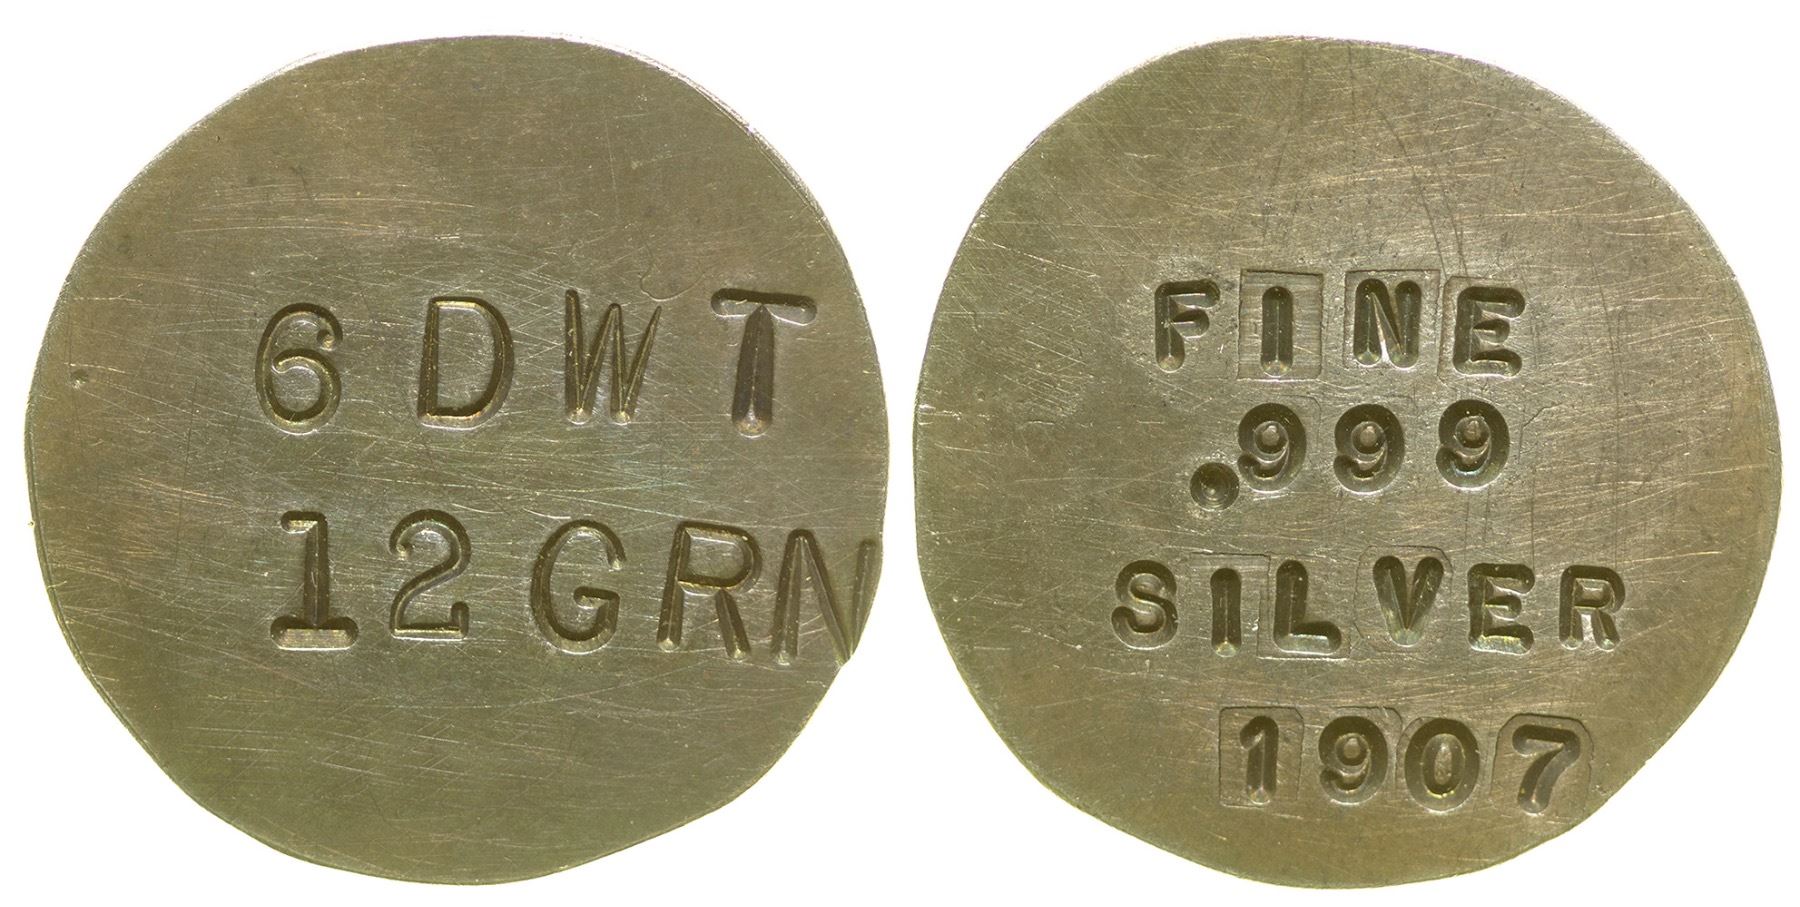 6 DWT
12 GRN
FINE
.999
SILVER
1907